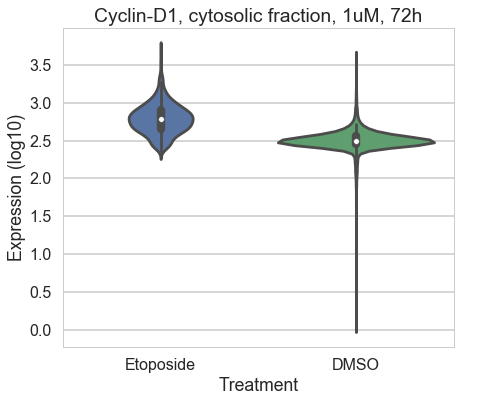 Cyclin-D1, cytosolic fraction, 1uM, 72h
Expression (log10)
3.5
3.0
2.5
2.0
1.5
1.0
0.5
0.0
Etoposide DMSO
Treatment